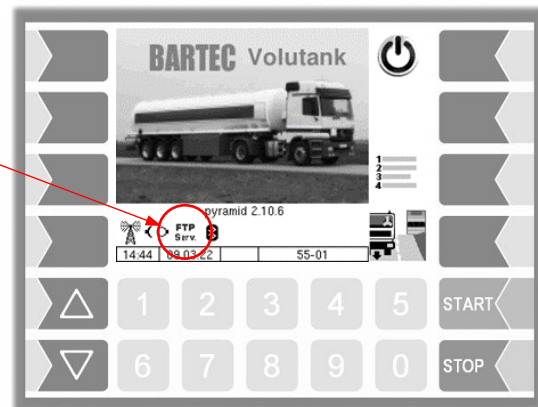 BARTEC Volutank
1
2
3
4
pyramid 2.10.6
FTP
Serv.
14:44 09.03.22 55-01
1 2 3 4 5 START
6 7 8 9 0 STOP